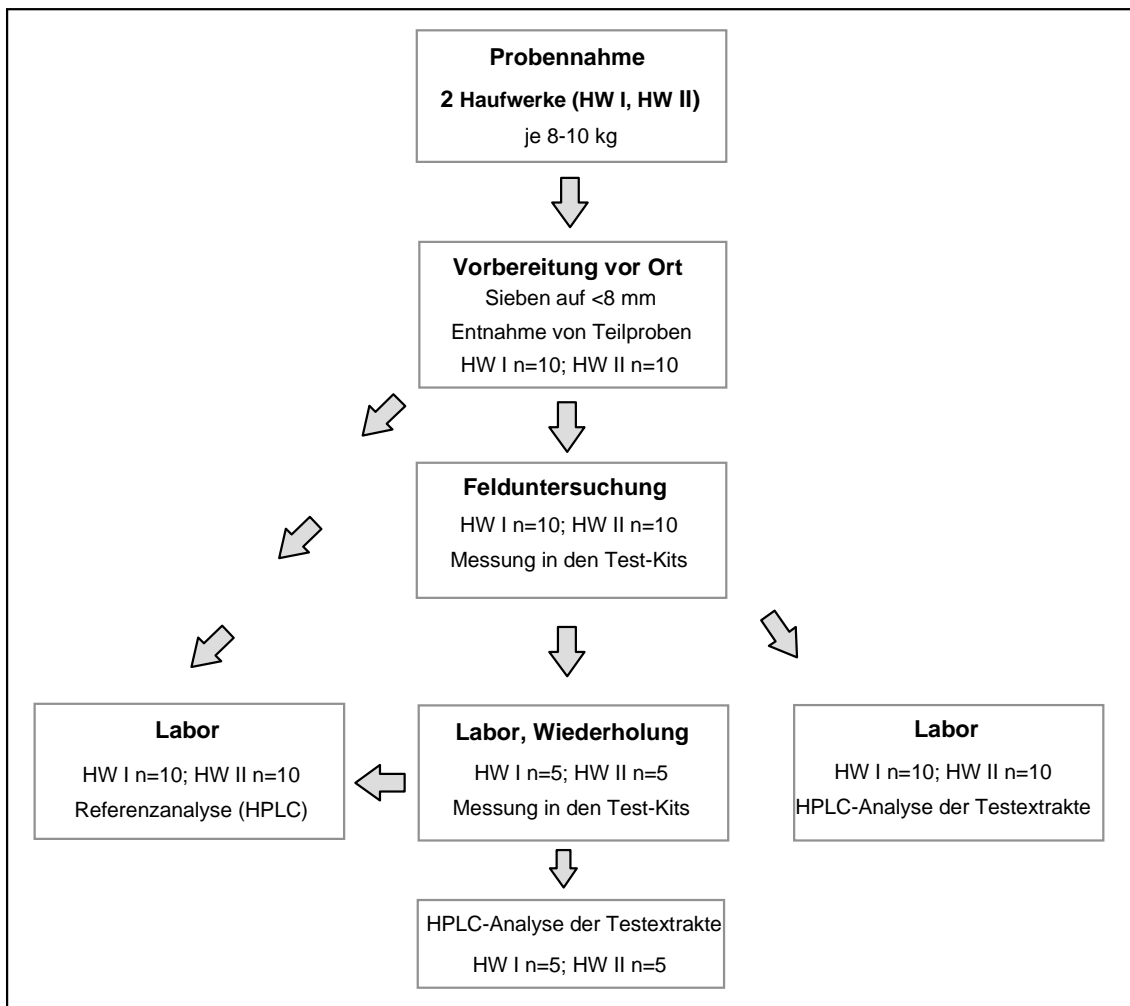 Probennahme
2 Haufwerke (HW I, HW II)
je 8-10 kg
Vorbereitung vor Ort
Sieben auf <8 mm
Entnahme von Teilproben
HW I n=10; HW II n=10
Felduntersuchung
HW I n=10; HW II n=10
Messung in den Test-Kits
Labor
HW I n=10; HW II n=10
Referenzanalyse (HPLC)
Labor, Wiederholung
HW I n=5; HW II n=5
Messung in den Test-Kits
Labor
HW I n=10; HW II n=10
HPLC-Analyse der Testextrakte
HPLC-Analyse der Testextrakte
HW I n=5; HW II n=5